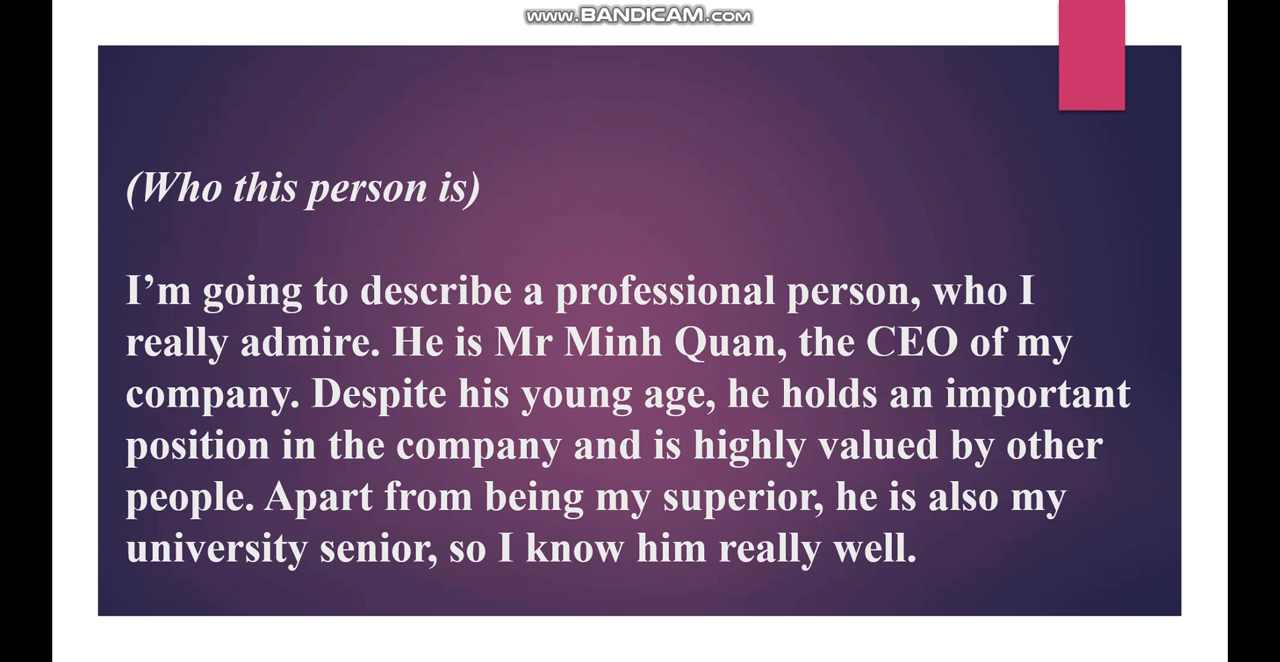 www.BANDICAM.com
(Who this person is)
I’m going to describe a professional person, who I
really admire. He is Mr Minh Quan, the CEO of my
company. Despite his young age, he holds an important
position in the company and is highly valued by other
people. Apart from being my superior, he is also my
university senior, so I know him really well.